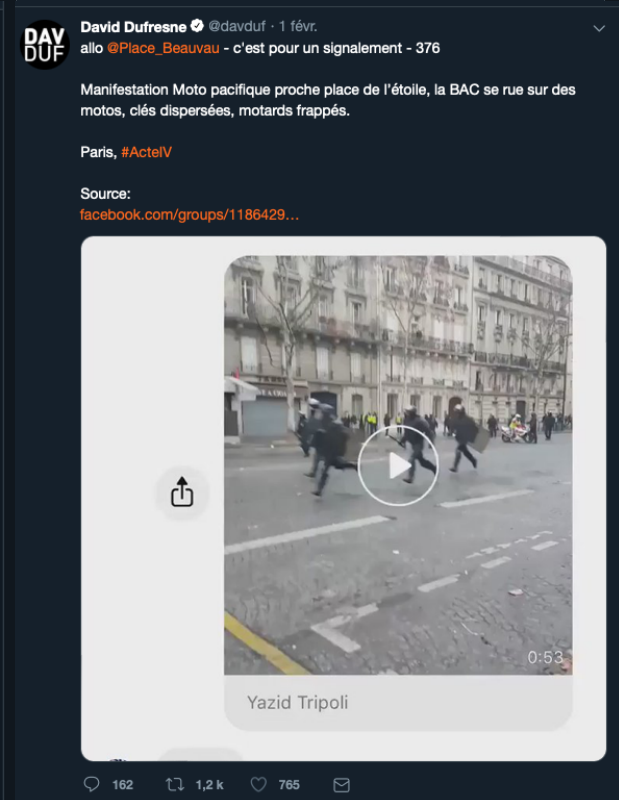 DAV
DUF
David Dufresne @davduf · 1 févr.
allo @Place_Beauvau - c'est pour un signalement - 376
Manifestation Moto pacifique proche place de l'étoile, la BAC se rue sur des
motos, clés dispersées, motards frappés.
Paris, #ActeIV
Source:
facebook.com/groups/1186429…
0:53
Yazid Tripoli
162 1,2 k 765